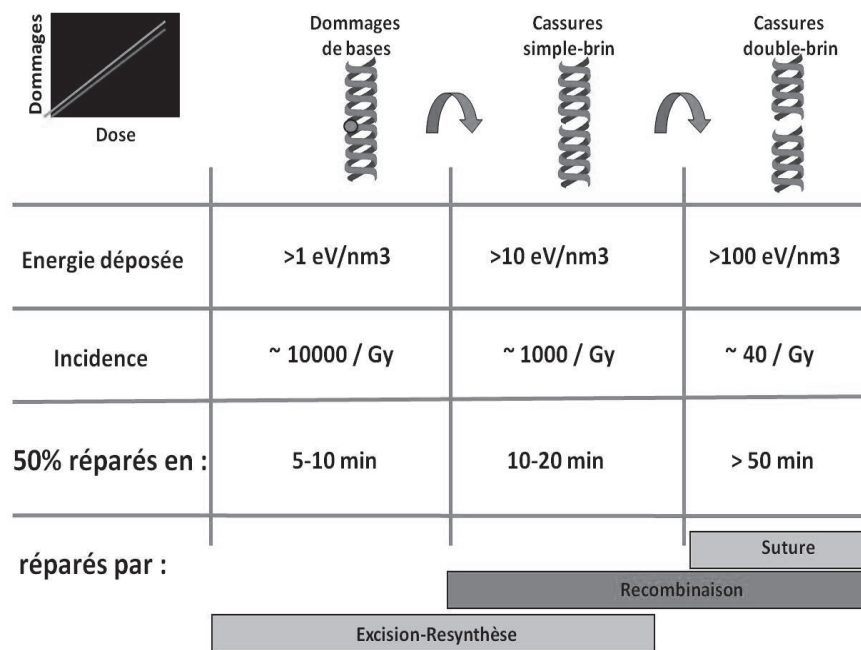 Dommages
Dose
Dommages
de bases
Cassures
simple-brin
Cassures
double-brin
Energie déposée
>1 eV/nm3
>10 eV/nm3
>100 eV/nm3
Incidence
~ 10000 / Gy
~ 1000 / Gy
~ 40 / Gy
50% réparés en :
5-10 min
10-20 min
> 50 min
réparés par :
Suture
Recombinaison
Excision-Resynthèse